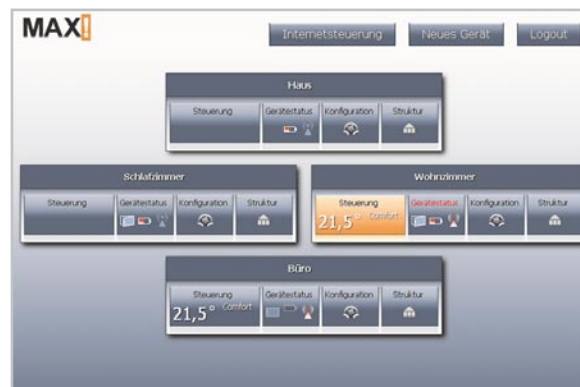 MAX!
Internetsteuerung Neues Gerät Logout
Haus
Steuerung Gerätestatus Konfiguration Struktur
Schlafzimmer Wohnzimmer
Steuerung Gerätestatus Konfiguration Struktur Steuerung Gerätestatus Konfiguration Struktur
21,5° Comfort
Büro
Steuerung Gerätestatus Konfiguration Struktur
21,5° Comfort